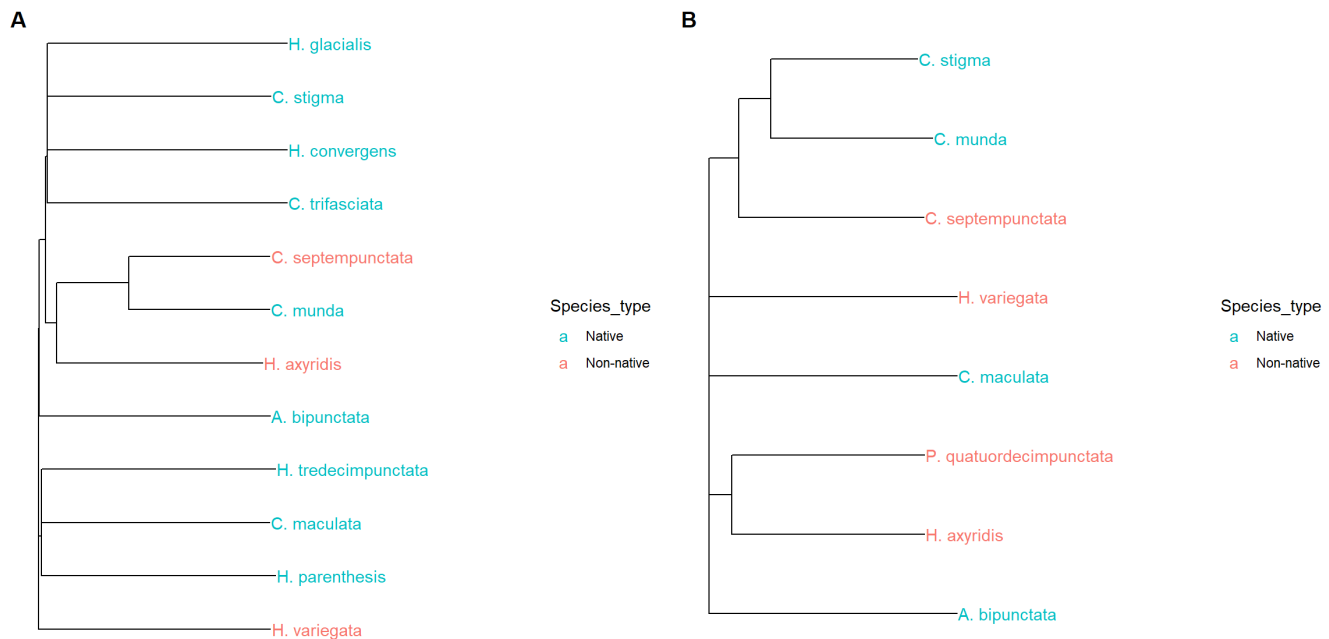 A
H. glacialis
C. stigma
H. convergens
C. trifasciata
C. septempunctata
C. munda
H. axyridis
A. bipunctata
H. tredecimpunctata
C. maculata
H. parenthesis
H. variegata
Species_type
a Native
a Non-native
B
C. stigma
C. munda
C. septempunctata
H. variegata
C. maculata
P. quatuordecimpunctata
H. axyridis
A. bipunctata
Species_type
a Native
a Non-native